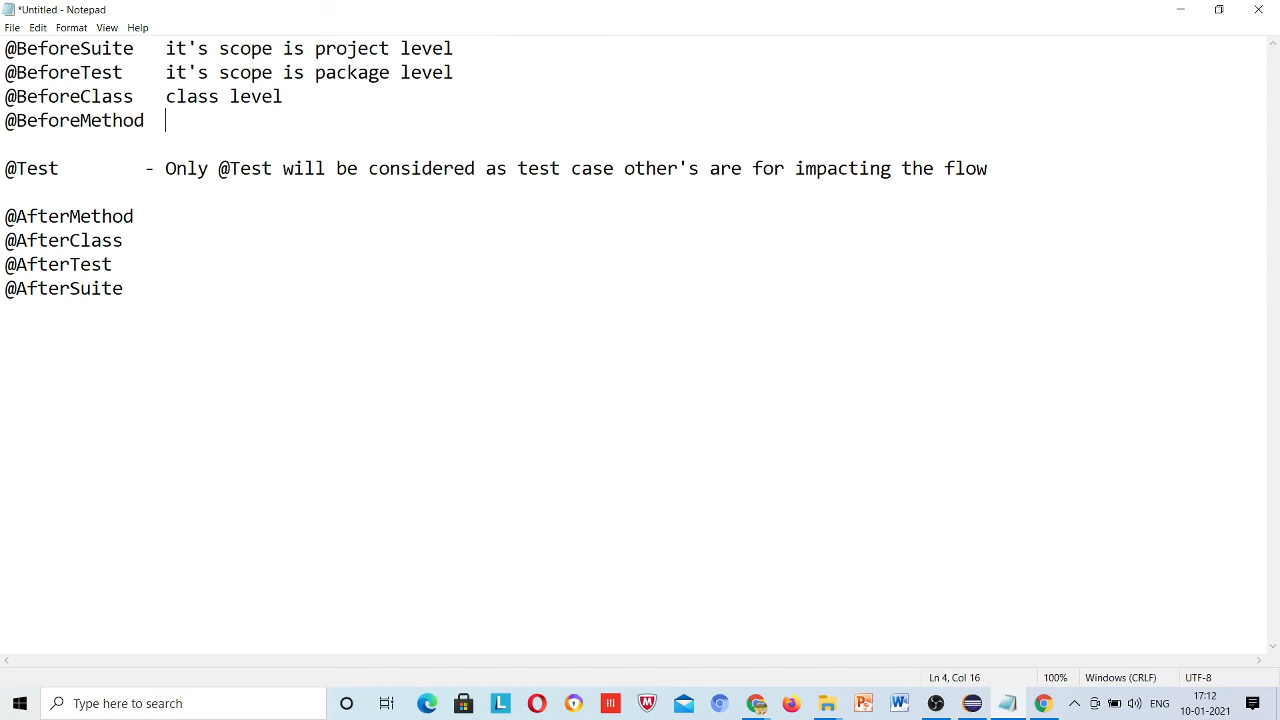 *Untitled - Notepad
File Edit Format View Help
@BeforeSuite it's scope is project level
@BeforeTest it's scope is package level
@BeforeClass class level
@BeforeMethod
@Test - Only @Test will be considered as test case other's are for impacting the flow
@AfterMethod
@AfterClass
@AfterTest
@AfterSuite
Ln 4, Col 16 100% Windows (CRLF) UTF-8
Type here to search
ENG
17:12
10-01-2021